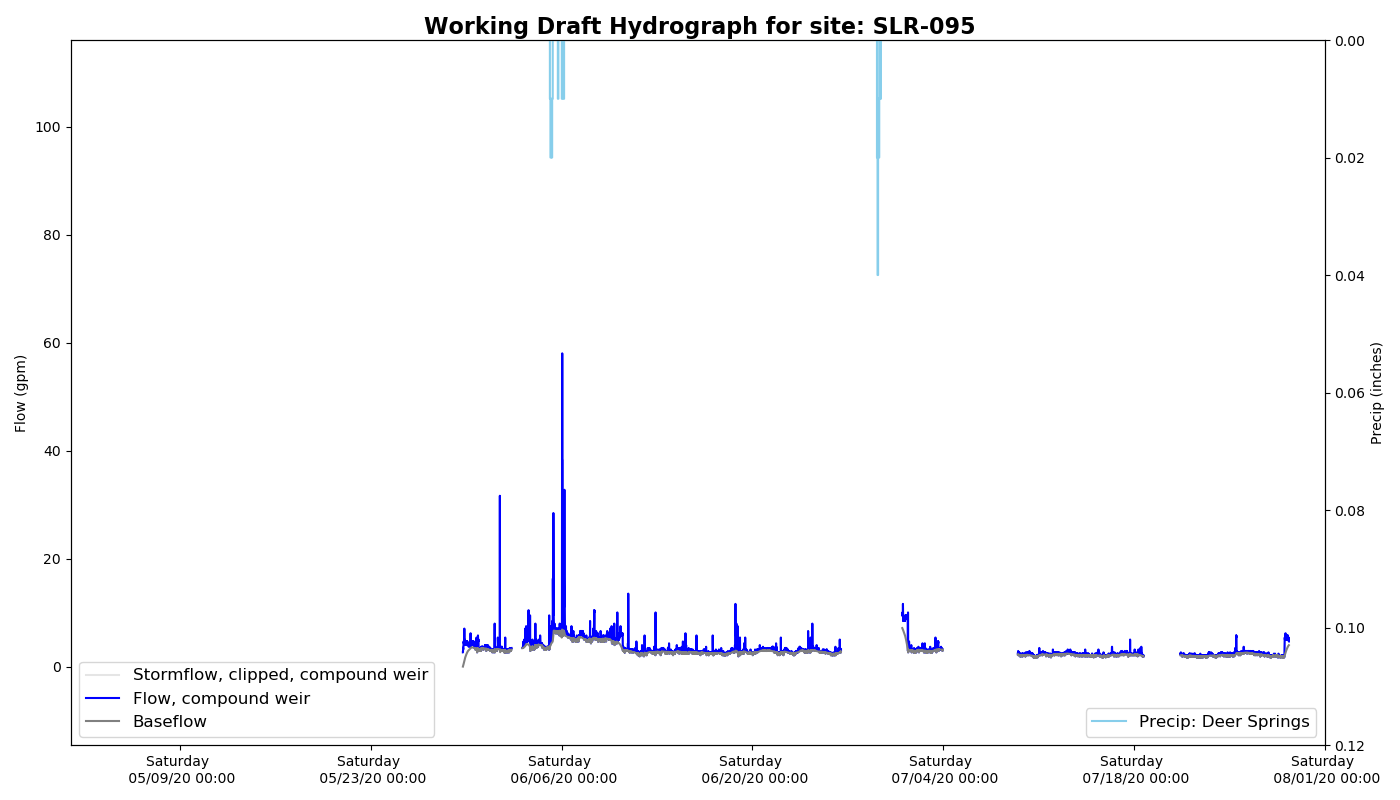 Working Draft Hydrograph for site: SLR-095
Flow (gpm)
100
80
60
40
20
0
0.00
0.02
0.04
0.06
0.08
0.10
0.12
Precip (inches)
Stormflow, clipped, compound weir
Flow, compound weir
Baseflow
Precip: Deer Springs
Saturday
05/09/20 00:00
Saturday
05/23/20 00:00
Saturday
06/06/20 00:00
Saturday
06/20/20 00:00
Saturday
07/04/20 00:00
Saturday
07/18/20 00:00
Saturday
08/01/20 00:00